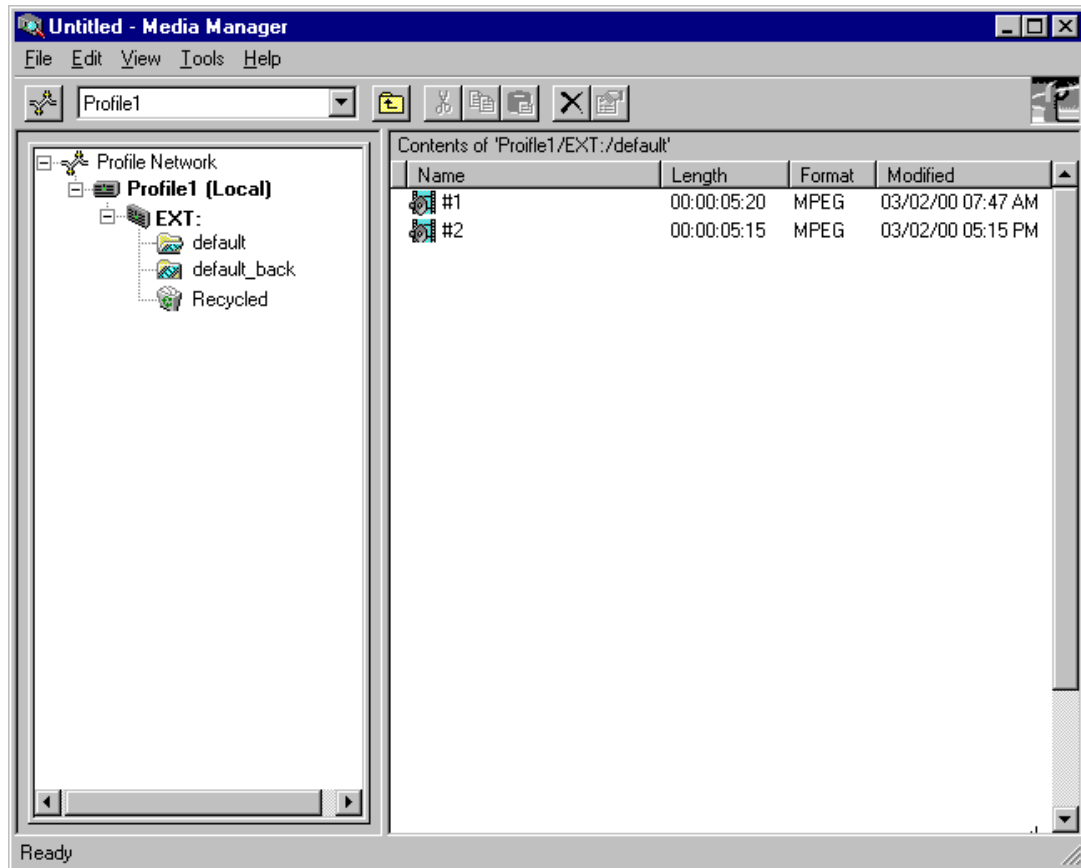 Untitled - Media Manager
File Edit View Tools Help
Profile1
Contents of 'Proifle1/EXT:/default'
Profile Network
Profile1 (Local)
EXT:
default
default_back
Recycled
Name Length Format Modified
#1 00:00:05:20 MPEG 03/02/00 07:47 AM
#2 00:00:05:15 MPEG 03/02/00 05:15 PM
Ready